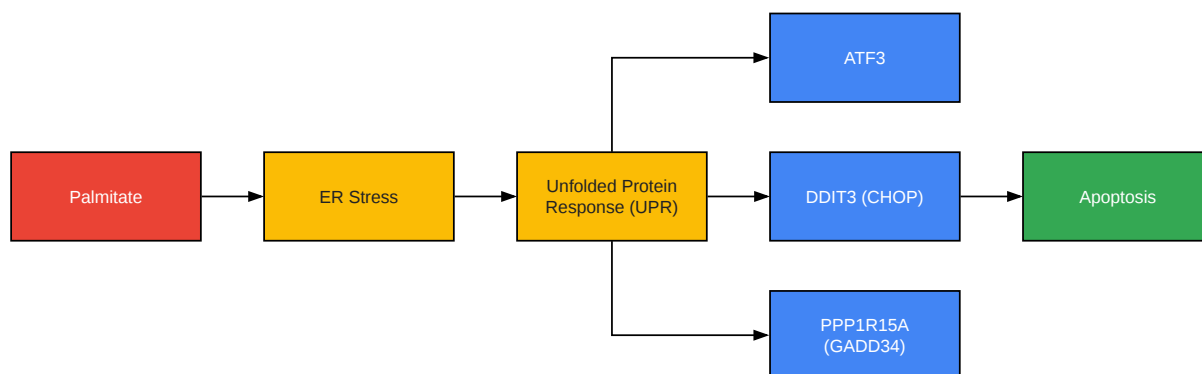 ATF3
Palmitate
ER Stress
Unfolded Protein
Response (UPR)
DDIT3 (CHOP)
Apoptosis
PPP1R15A
(GADD34)